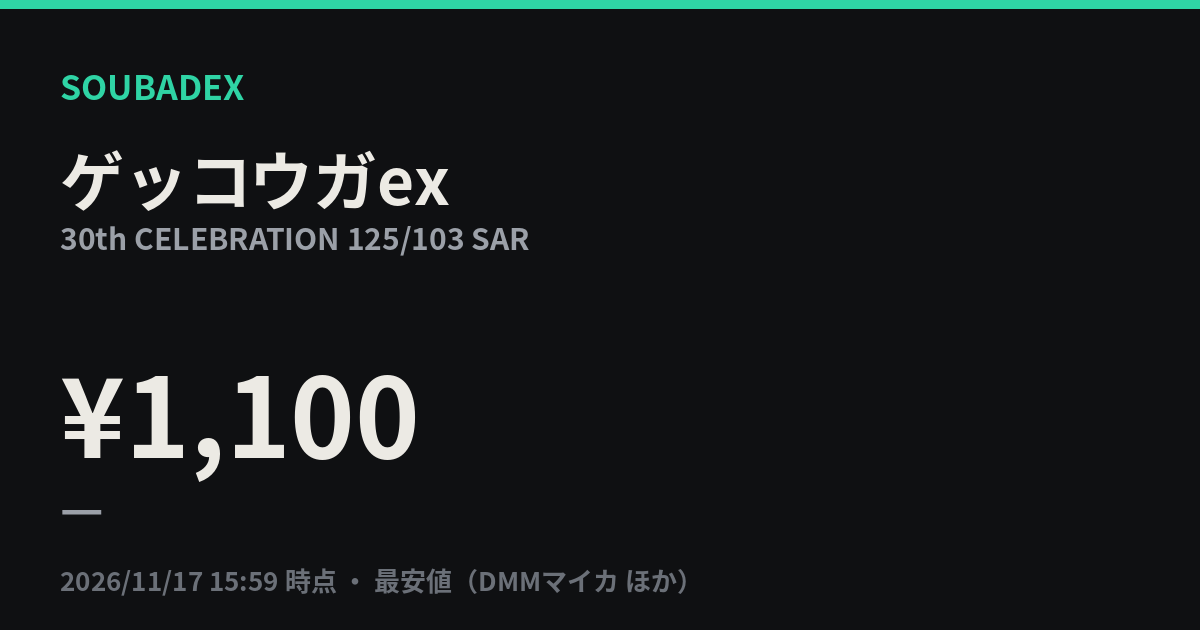 SOUBADEX
ゲッコウガex
30th CELEBRATION 125/103 SAR
¥1,100
—
2026/11/17 15:59 時点 ・ 最安値（DMMマイカ ほか）